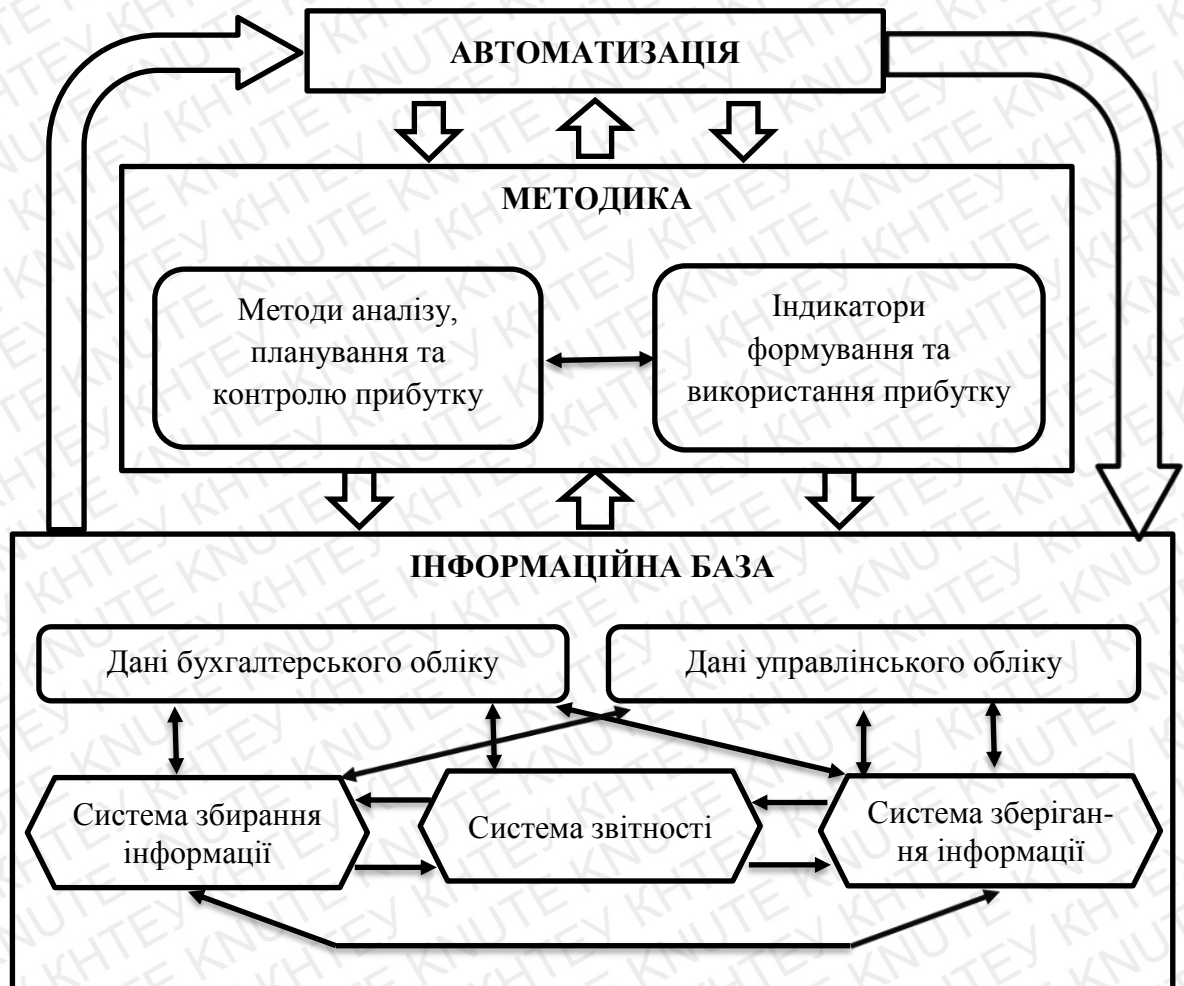 АВТОМАТИЗАЦІЯ
МЕТОДИКА
Методи аналізу,
планування та
контролю прибутку
Індикатори
формування та
використання прибутку
ІНФОРМАЦІЙНА БАЗА
Дані бухгалтерського обліку
Дані управлінського обліку
Система збирання
інформації
Система звітності
Система зберіган-
ня інформації